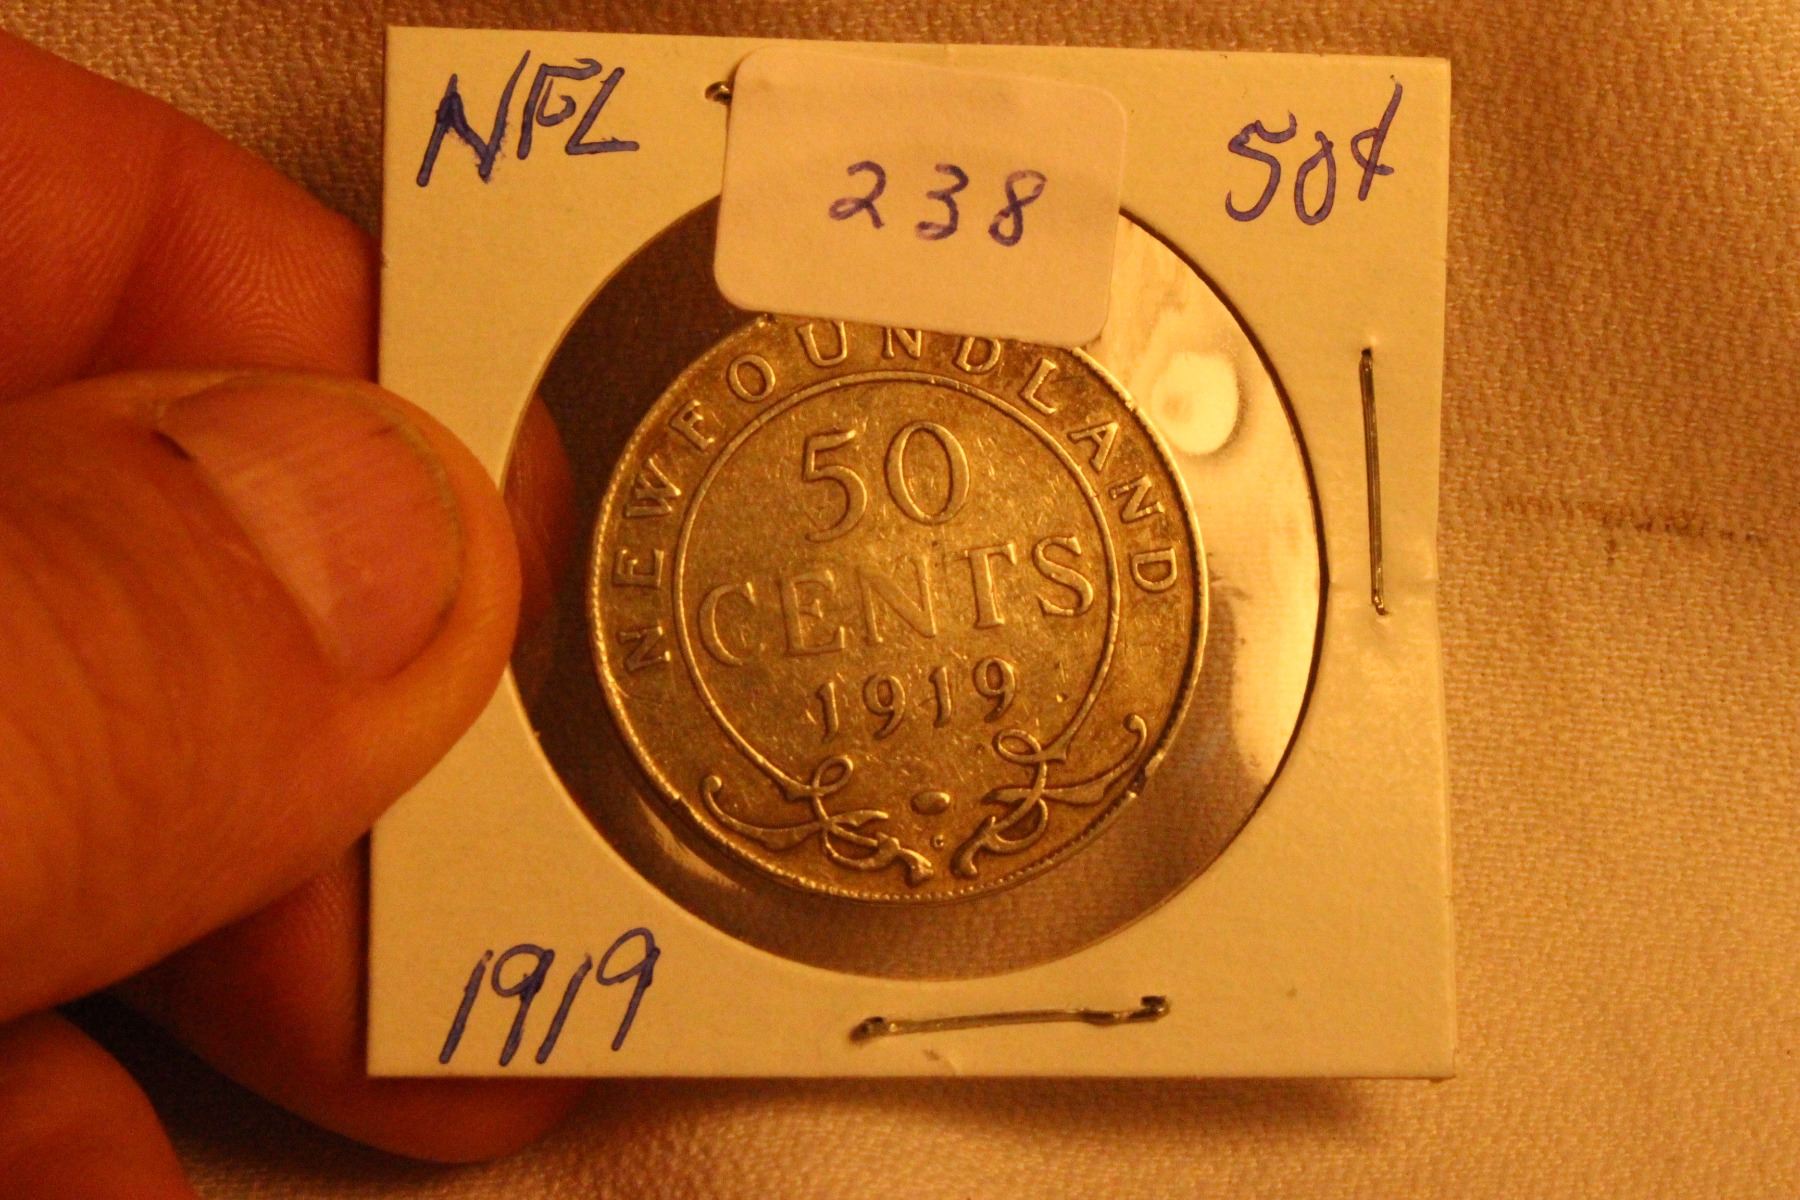 NFL
238
50¢
NEWFOUNDLAND
50
CENTS
1919
C
1919